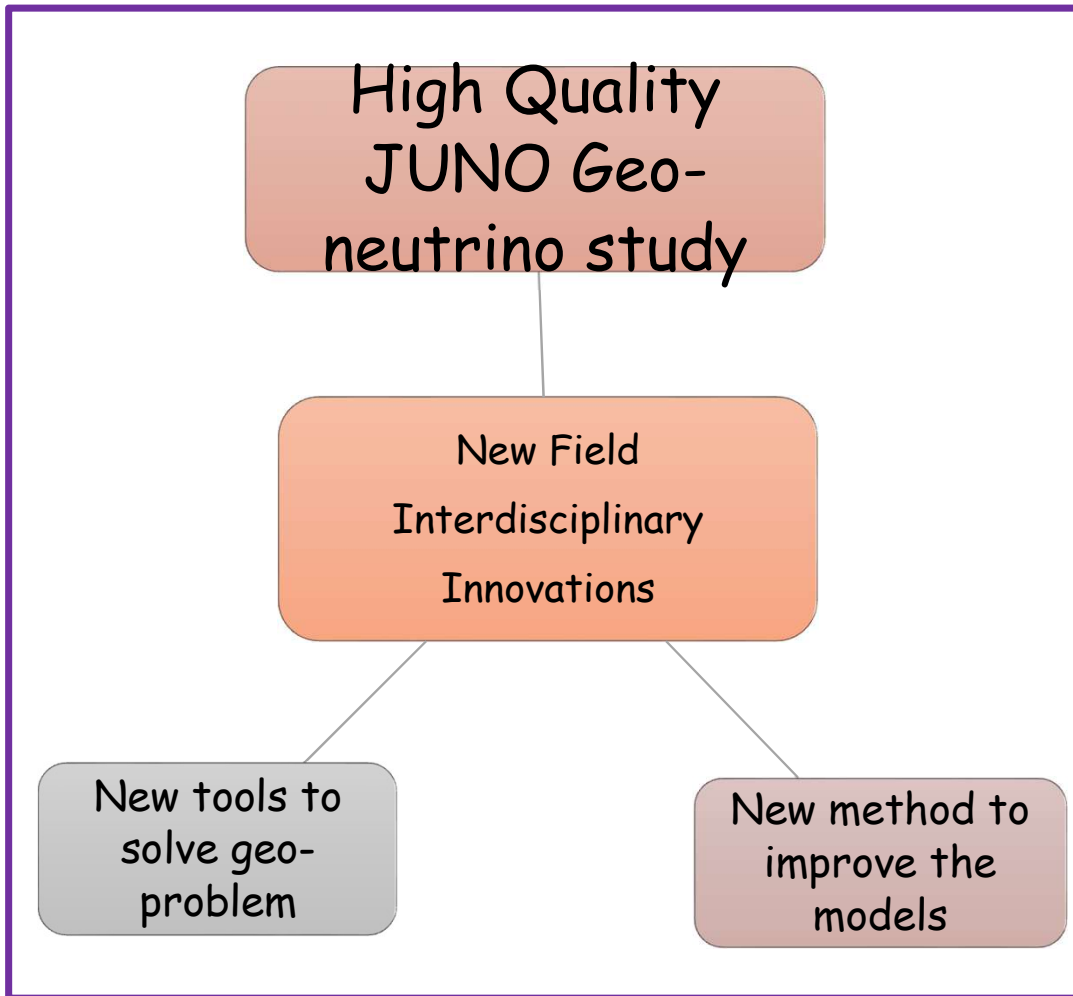 High Quality
JUNO Geo-
neutrino study
New Field
Interdisciplinary
Innovations
New tools to
solve geo-
problem
New method to
improve the
models